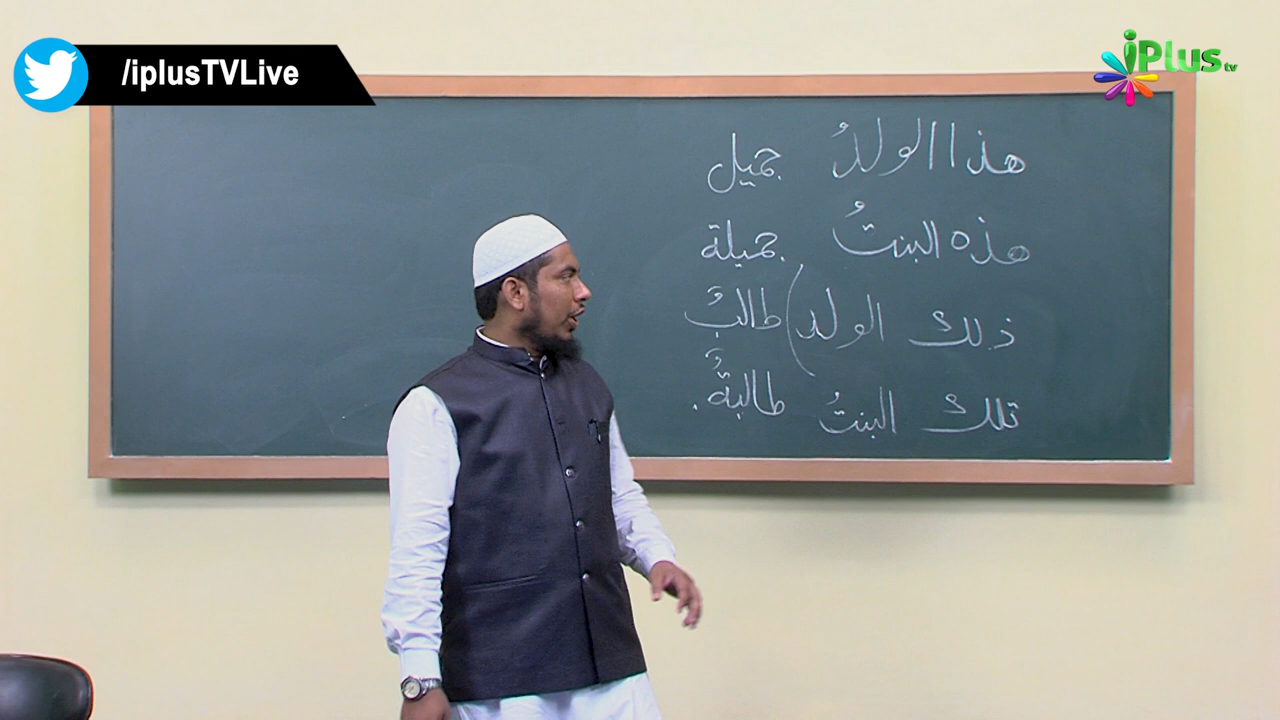 /iplusTVLive
iPlus tv
هذا الولدُ جميل
هذه البنتُ جميلة
ذلك الولد) طالبٌ
تلك البنتُ طالبةٌ.